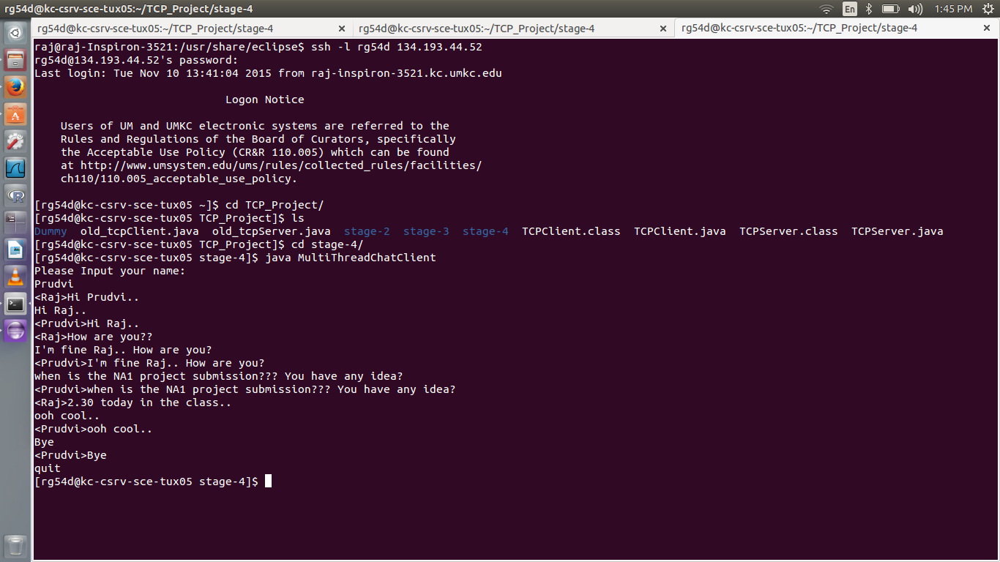 rg54d@kc-csrv-sce-tux05:~/TCP_Project/stage-4
En
1:45 PM
rg54d@kc-csrv-sce-tux05:~/TCP_Project/stage-4
rg54d@kc-csrv-sce-tux05:~/TCP_Project/stage-4
rg54d@kc-csrv-sce-tux05:~/TCP_Project/stage-4
raj@raj-Inspiron-3521:/usr/share/eclipse$ ssh -l rg54d 134.193.44.52
rg54d@134.193.44.52's password:
Last login: Tue Nov 10 13:41:04 2015 from raj-inspiron-3521.kc.umkc.edu
Logon Notice
Users of UM and UMKC electronic systems are referred to the
Rules and Regulations of the Board of Curators, specifically
the Acceptable Use Policy (CR&R 110.005) which can be found
at http://www.umsystem.edu/ums/rules/collected_rules/facilities/
ch110/110.005_acceptable_use_policy.
[rg54d@kc-csrv-sce-tux05 ~]$ cd TCP_Project/
[rg54d@kc-csrv-sce-tux05 TCP_Project]$ ls
Dummy  old_tcpClient.java  old_tcpServer.java  stage-2  stage-3  stage-4  TCPClient.class  TCPClient.java  TCPServer.class  TCPServer.java
[rg54d@kc-csrv-sce-tux05 TCP_Project]$ cd stage-4/
[rg54d@kc-csrv-sce-tux05 stage-4]$ java MultiThreadChatClient
Please Input your name:
Prudvi
<Raj>Hi Prudvi..
Hi Raj..
<Prudvi>Hi Raj..
<Raj>How are you??
I'm fine Raj.. How are you?
<Prudvi>I'm fine Raj.. How are you?
when is the NA1 project submission??? You have any idea?
<Prudvi>when is the NA1 project submission??? You have any idea?
<Raj>2.30 today in the class..
ooh cool..
<Prudvi>ooh cool..
Bye
<Prudvi>Bye
quit
[rg54d@kc-csrv-sce-tux05 stage-4]$